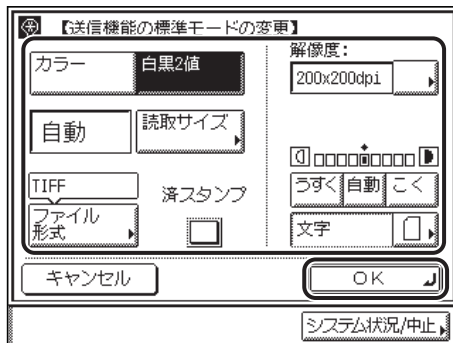 【送信機能の標準モードの変更】
カラー
白黒2値
解像度:
200x200dpi
自動
読取サイズ
TIFF
ファイル
形式
済スタンプ
うすく
自動
こく
文字
キャンセル
OK
システム状況/中止